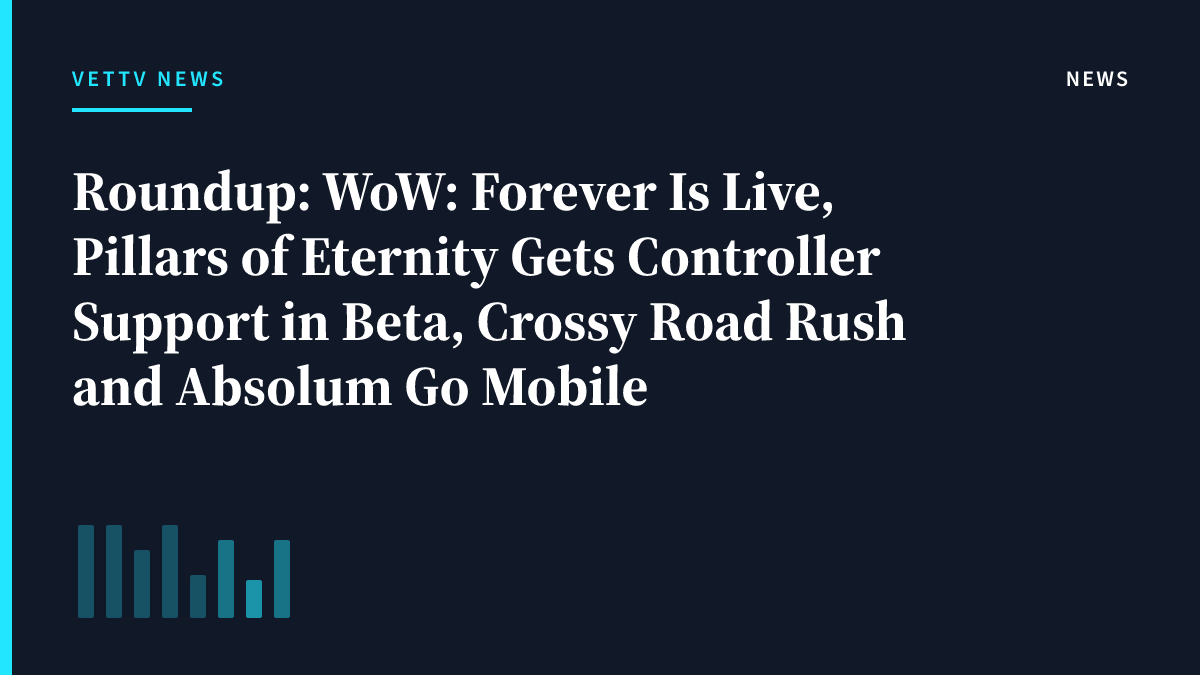 VETTV NEWS
NEWS
Roundup: WoW: Forever Is Live,
Pillars of Eternity Gets Controller
Support in Beta, Crossy Road Rush
and Absolum Go Mobile